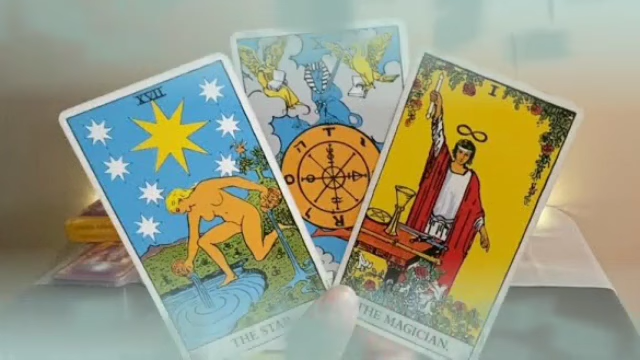 XVII
THE STAR
I
THE MAGICIAN.
T
A
R